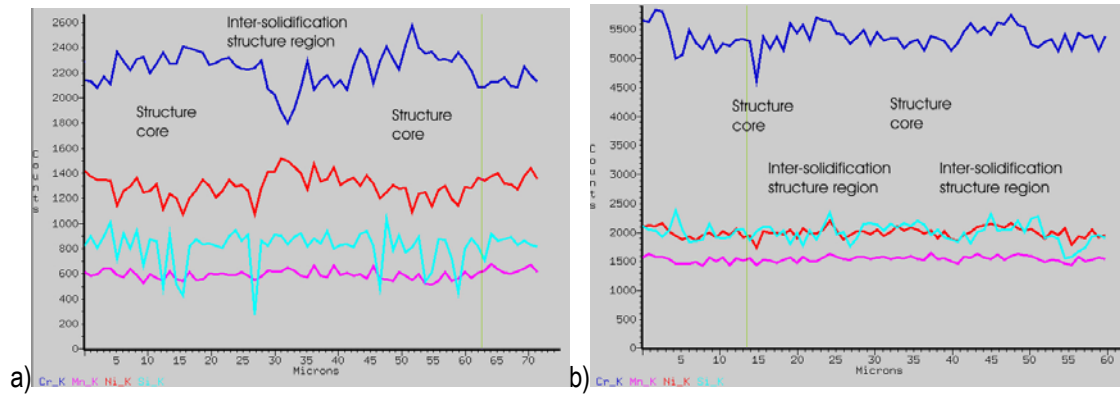 2600
2400
2200
2000
1800
1600
1400
1200
1000
800
600
400
200
0
Counts
Inter-solidification
structure region
Structure
core
Structure
core
5 10 15 20 25 30 35 40 45 50 55 60 65 70
Microns
a) Cr_K Mn_K Ni_K Si_K
5500
5000
4500
4000
3500
3000
2500
2000
1500
1000
500
0
Counts
Structure
core
Structure
core
Inter-solidification
structure region
Inter-solidification
structure region
5 10 15 20 25 30 35 40 45 50 55 60
Microns
b) Cr_K Mn_K Ni_K Si_K